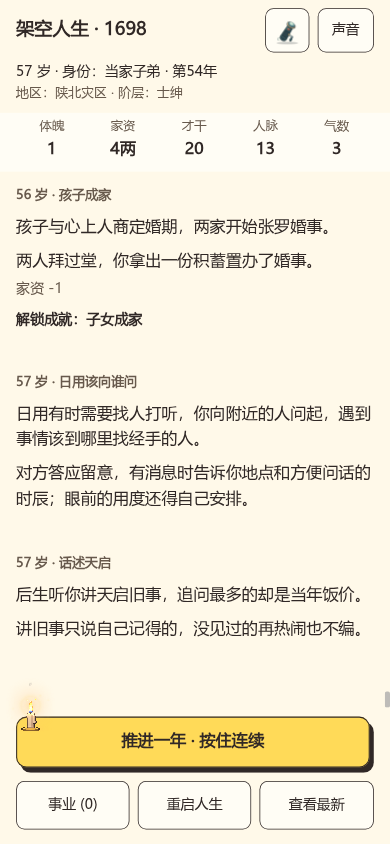 架空人生 · 1698
声音
57 岁 · 身份：当家子弟 · 第54年
地区：陕北灾区 · 阶层：士绅
体魄 家资 才干 人脉 气数
1 4两 20 13 3
56 岁 · 孩子成家
孩子与心上人商定婚期，两家开始张罗婚事。
两人拜过堂，你拿出一份积蓄置办了婚事。
家资 -1
解锁成就：子女成家
57 岁 · 日用该向谁问
日用有时需要找人打听，你向附近的人问起，遇到
事情该到哪里找经手的人。
对方答应留意，有消息时告诉你地点和方便问话的
时辰；眼前的用度还得自己安排。
57 岁 · 话述天启
后生听你讲天启旧事，追问最多的却是当年饭价。
讲旧事只说自己记得的，没见过的再热闹也不编。
推进一年 · 按住连续
事业 (0)
重启人生
查看最新